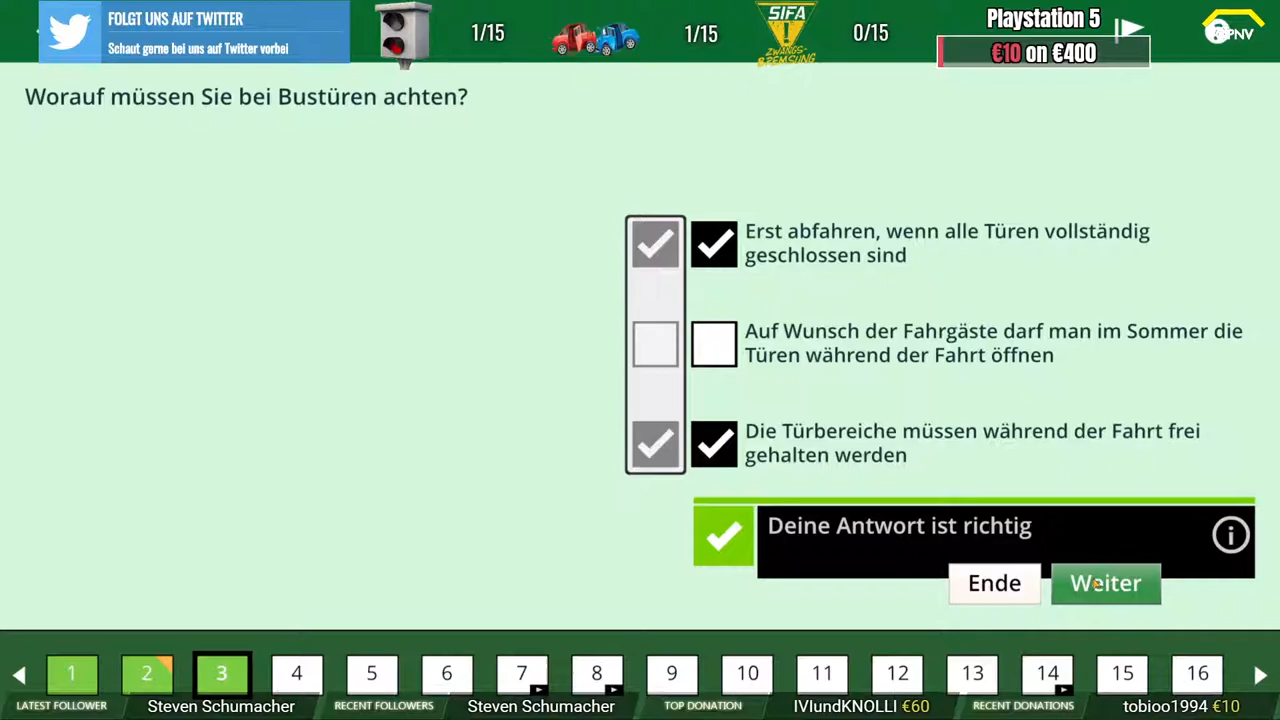 FOLGT UNS AUF TWITTER
Schaut gerne bei uns auf Twitter vorbei
1/15
1/15
SIFA
ZWANGS-
BREMSUNG
0/15
Playstation 5
€10 on €400
Worauf müssen Sie bei Bustüren achten?
Erst abfahren, wenn alle Türen vollständig
geschlossen sind
Auf Wunsch der Fahrgäste darf man im Sommer die
Türen während der Fahrt öffnen
Die Türbereiche müssen während der Fahrt frei
gehalten werden
Deine Antwort ist richtig
Ende
Weiter
1 2 3 4 5 6 7 8 9 10 11 12 13 14 15 16
LATEST FOLLOWER Steven Schumacher RECENT FOLLOWERS Steven Schumacher TOP DONATION IVIundKNOLLI €60 RECENT DONATIONS tobioo1994 €10